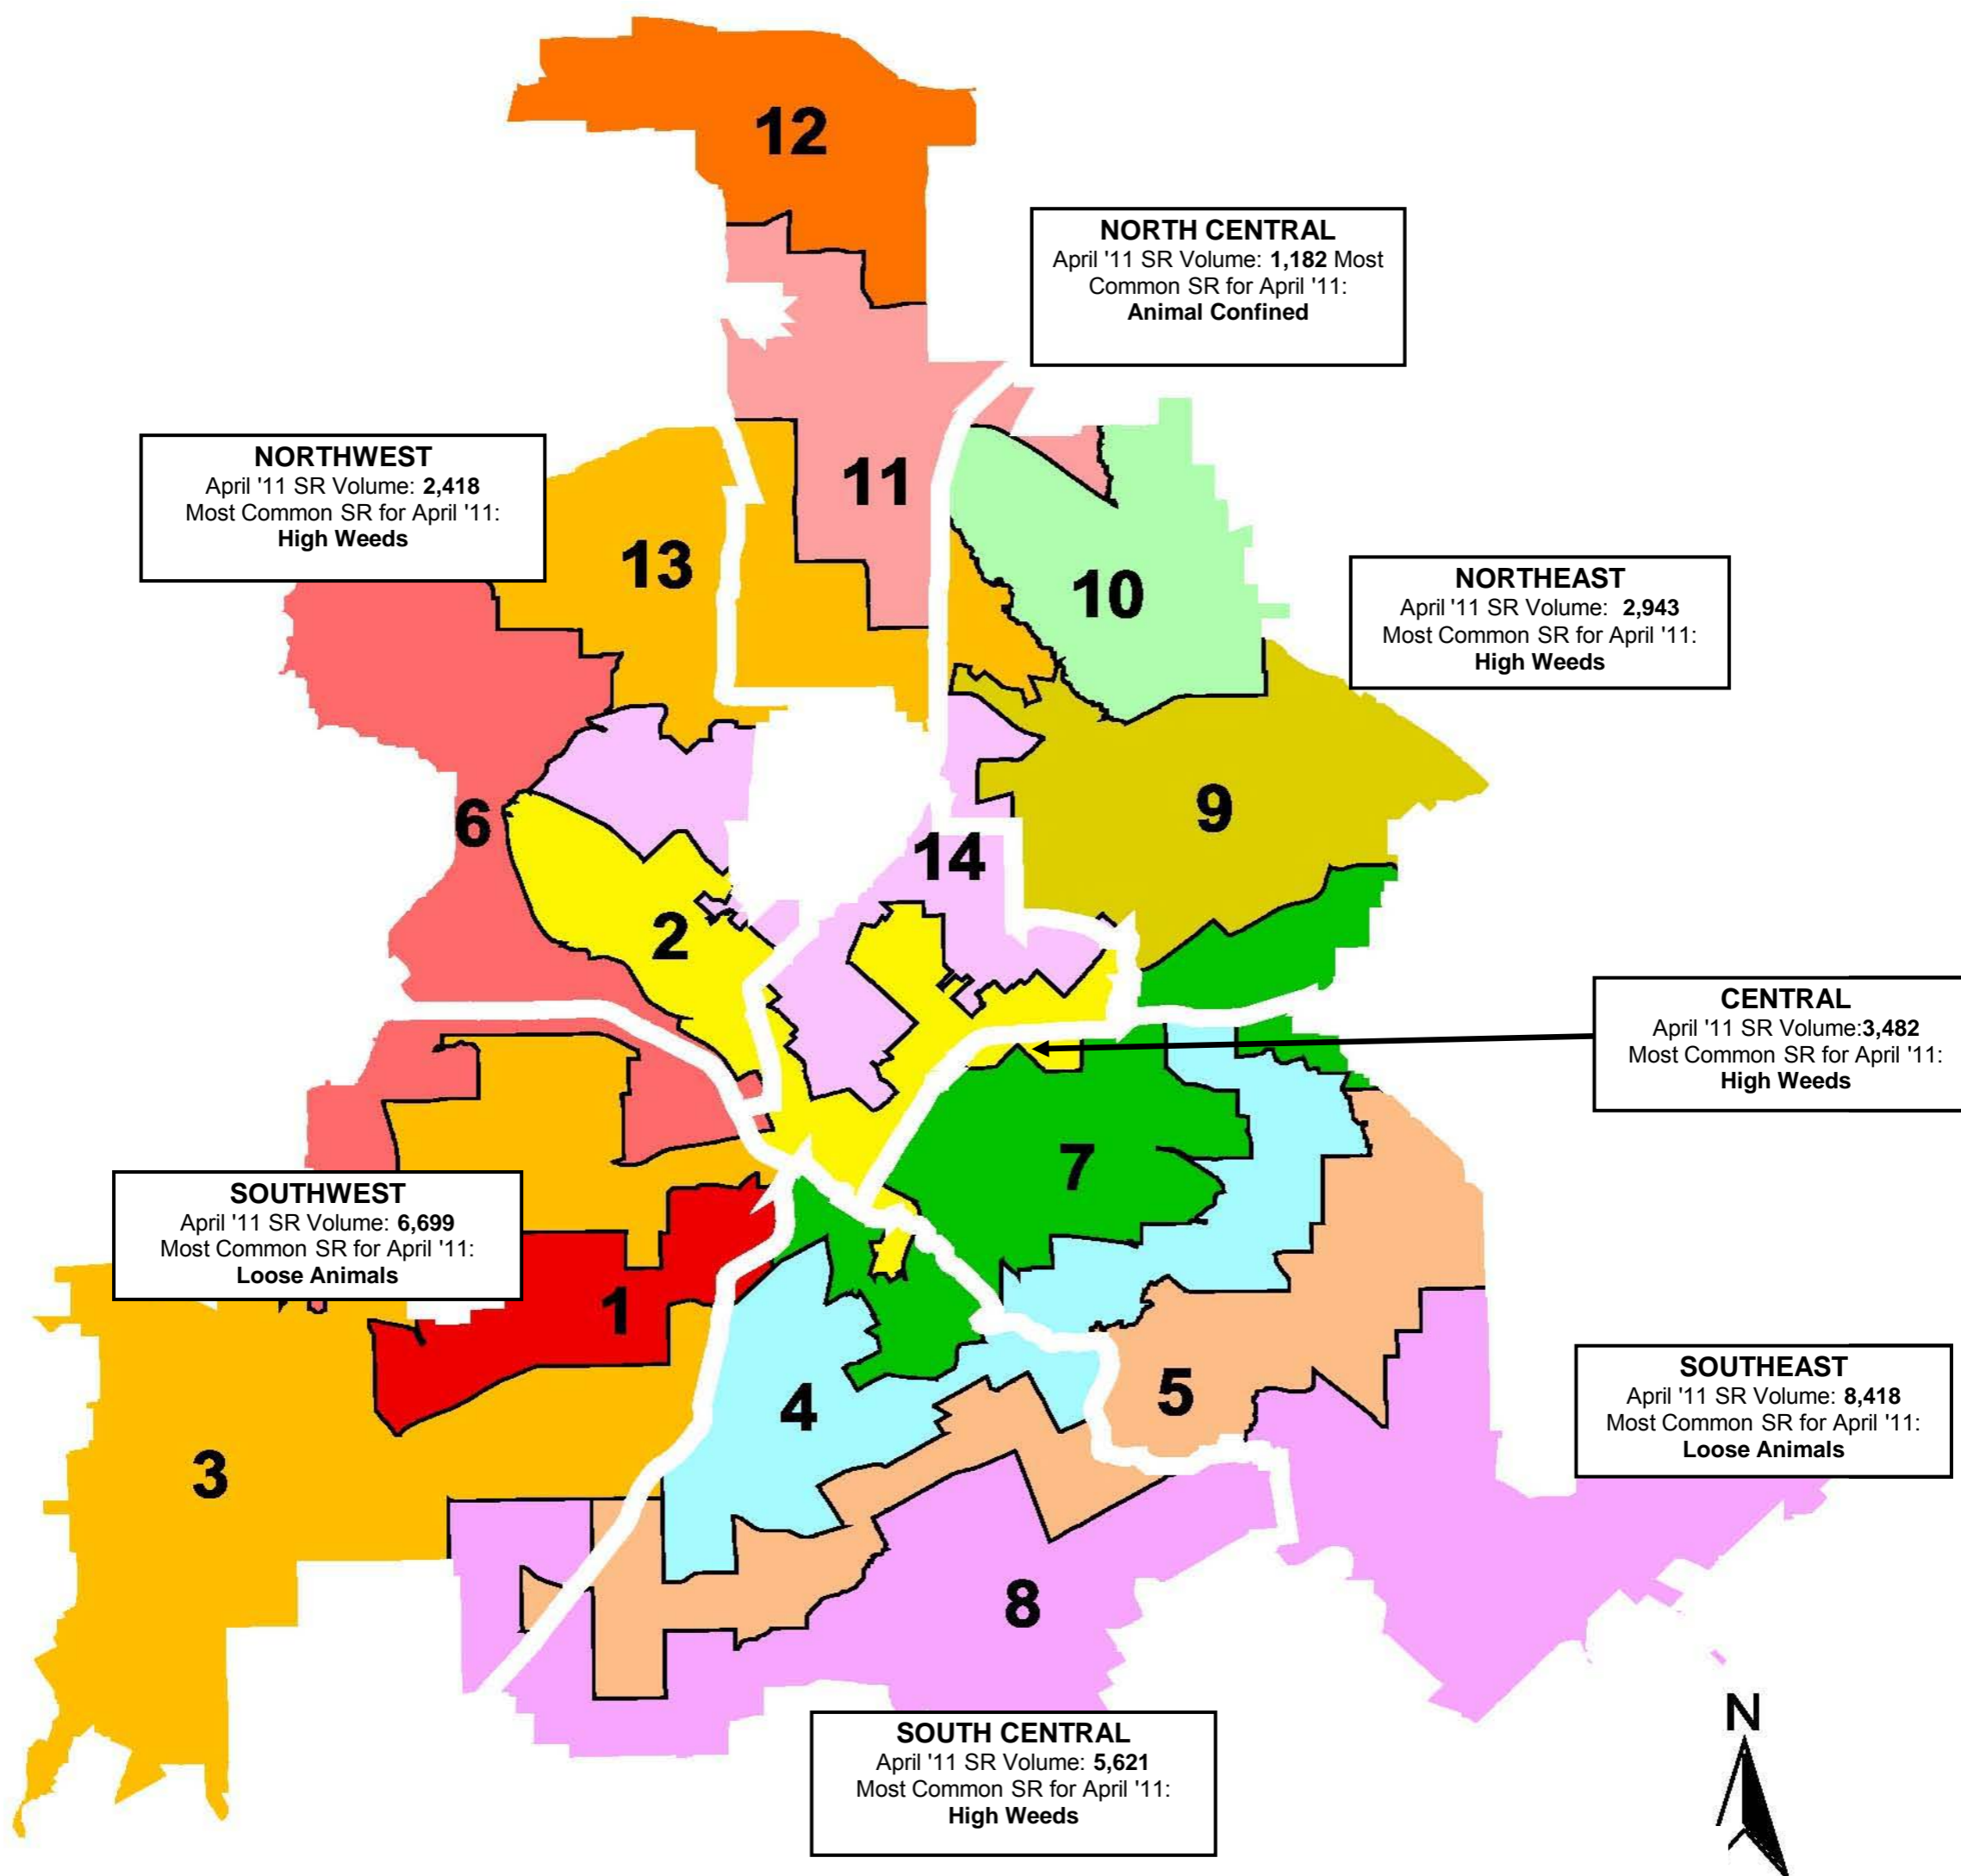 12
NORTH CENTRAL
April '11 SR Volume: 1,182 Most
Common SR for April '11:
Animal Confined
NORTHWEST
April '11 SR Volume: 2,418
Most Common SR for April '11:
High Weeds
11
13
10
NORTHEAST
April '11 SR Volume: 2,943
Most Common SR for April '11:
High Weeds
6
9
14
2
CENTRAL
April '11 SR Volume:3,482
Most Common SR for April '11:
High Weeds
7
SOUTHWEST
April '11 SR Volume: 6,699
Most Common SR for April '11:
Loose Animals
1
SOUTHEAST
April '11 SR Volume: 8,418
Most Common SR for April '11:
Loose Animals
5
4
3
8
SOUTH CENTRAL
April '11 SR Volume: 5,621
Most Common SR for April '11:
High Weeds
N